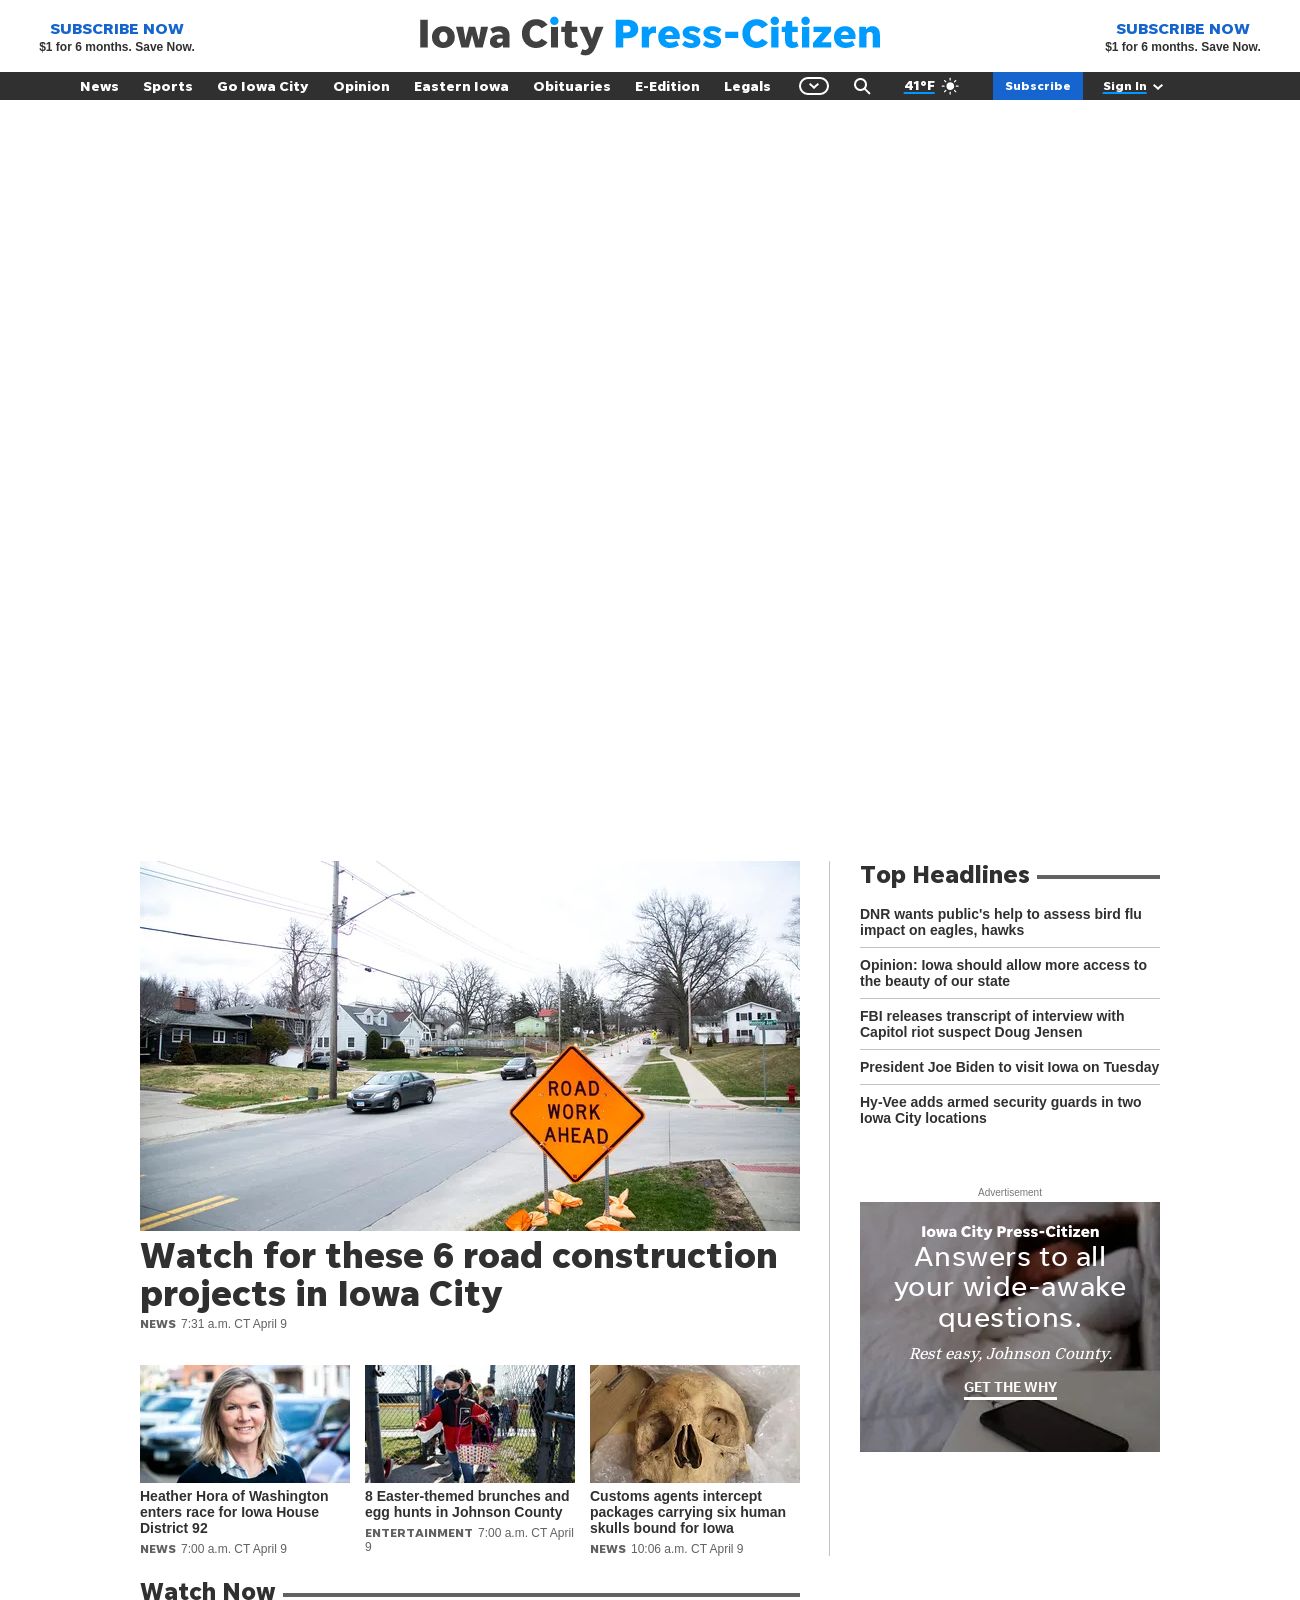 SUBSCRIBE NOW
$1 for 6 months. Save Now.
Iowa City Press-Citizen
SUBSCRIBE NOW
$1 for 6 months. Save Now.
News Sports Go Iowa City Opinion Eastern Iowa Obituaries E-Edition Legals 41°F Subscribe Sign In
ROAD
WORK
AHEAD
Watch for these 6 road construction
projects in Iowa City
NEWS 7:31 a.m. CT April 9
Heather Hora of Washington
enters race for Iowa House
District 92
NEWS 7:00 a.m. CT April 9
8 Easter-themed brunches and
egg hunts in Johnson County
ENTERTAINMENT 7:00 a.m. CT April
9
Customs agents intercept
packages carrying six human
skulls bound for Iowa
NEWS 10:06 a.m. CT April 9
Watch Now
Top Headlines
DNR wants public's help to assess bird flu
impact on eagles, hawks
Opinion: Iowa should allow more access to
the beauty of our state
FBI releases transcript of interview with
Capitol riot suspect Doug Jensen
President Joe Biden to visit Iowa on Tuesday
Hy-Vee adds armed security guards in two
Iowa City locations
Advertisement
Iowa City Press-Citizen
Answers to all
your wide-awake
questions.
Rest easy, Johnson County.
GET THE WHY